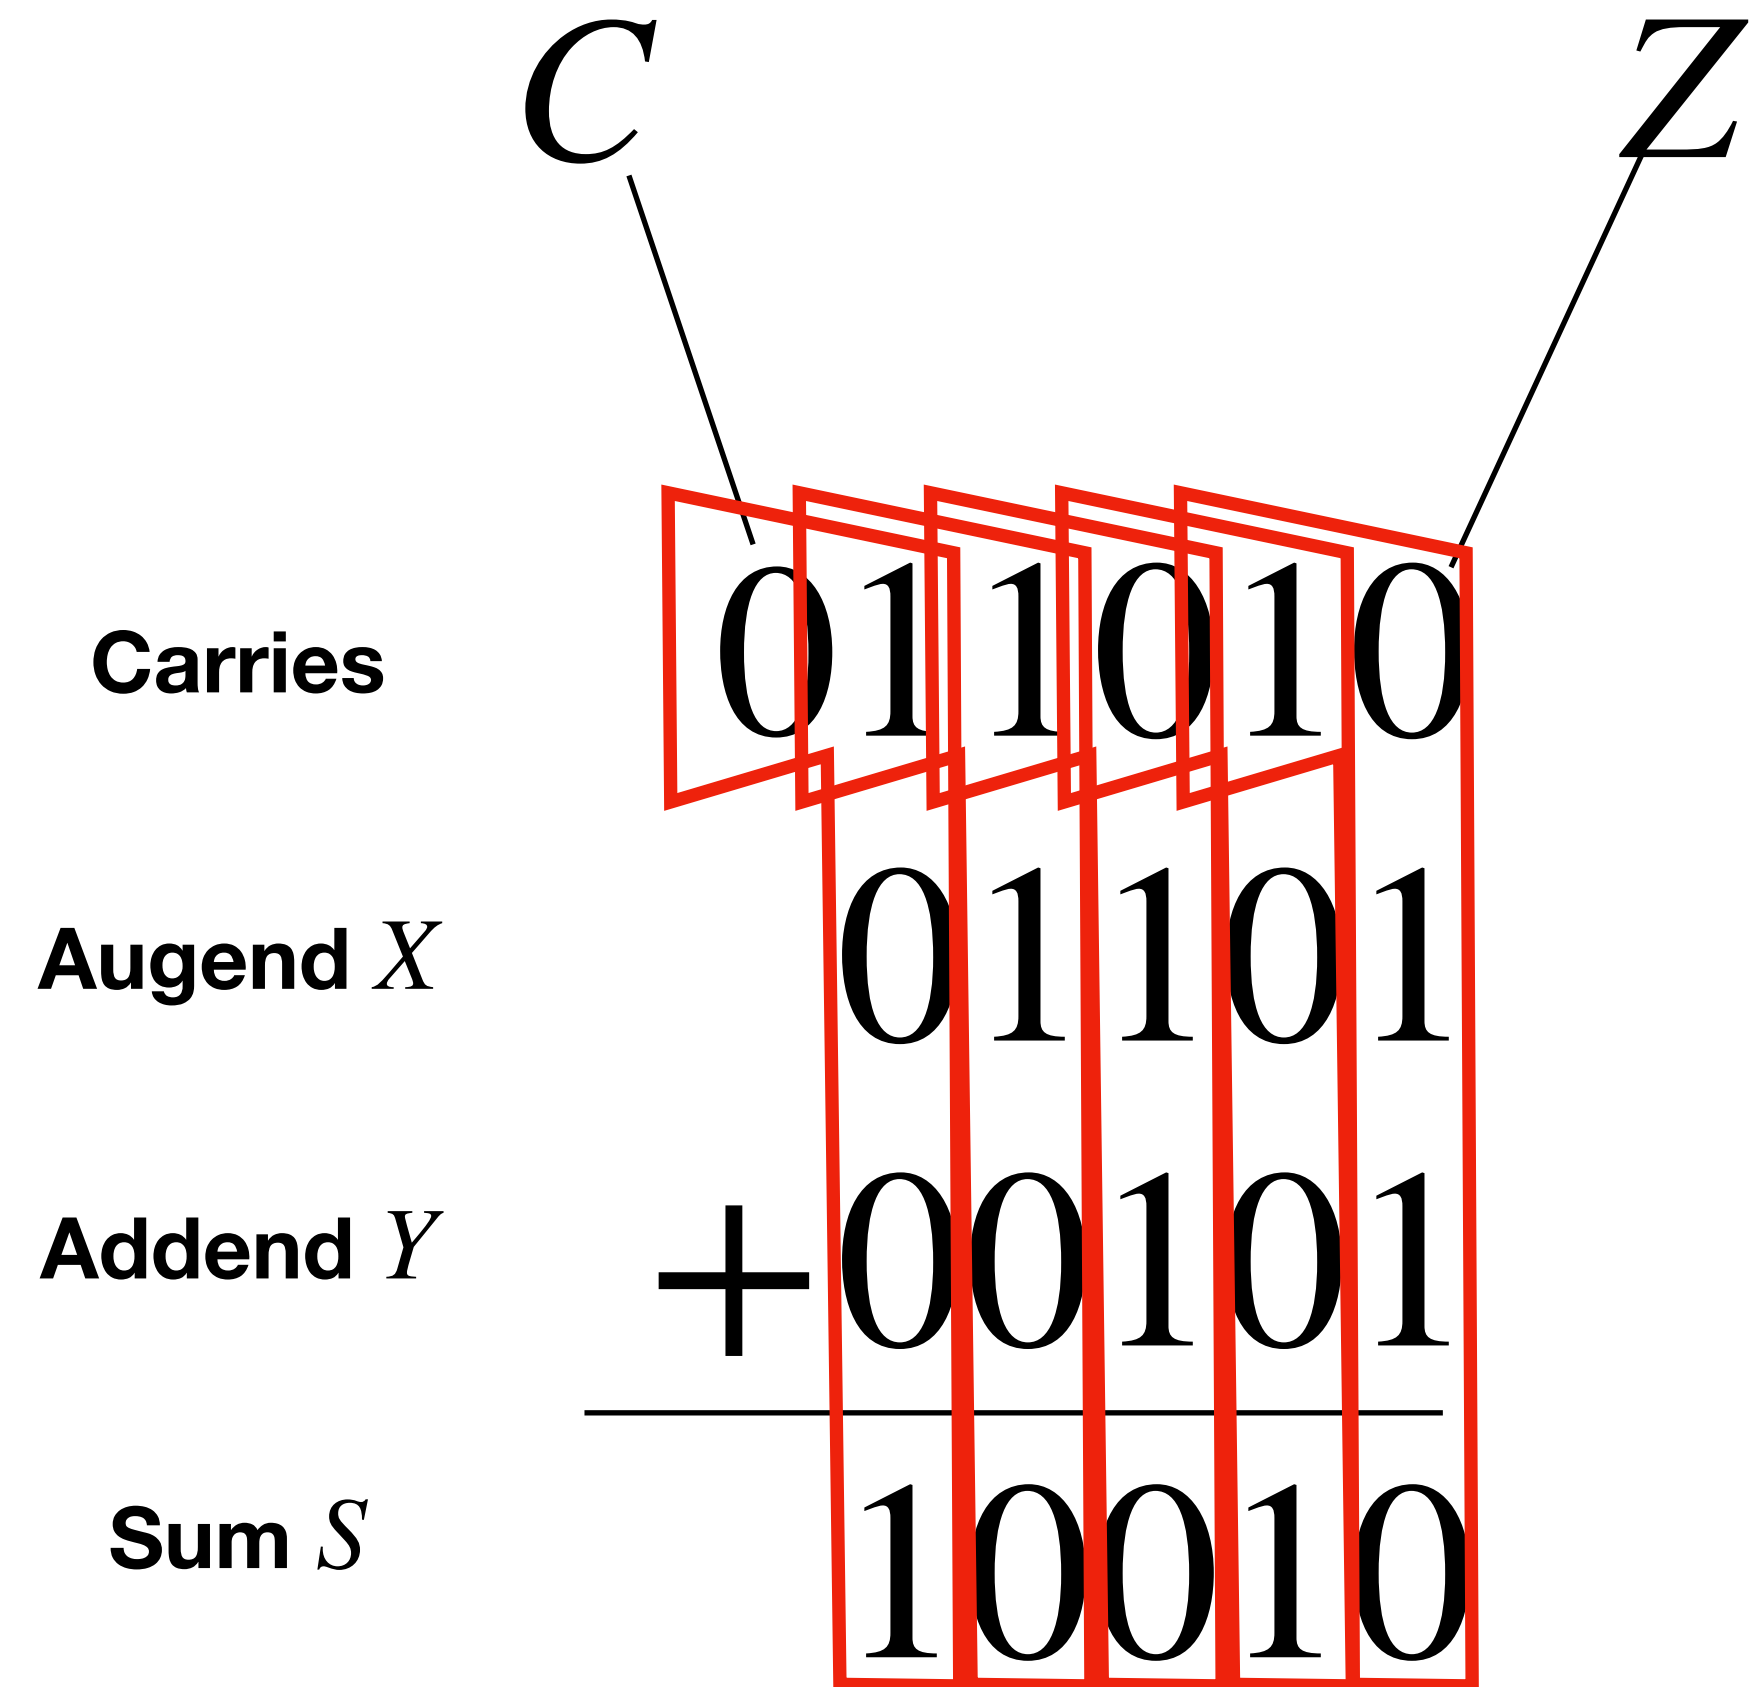 C Z
Carries 011010
Augend X 01101
Addend Y + 00101
Sum S 10010